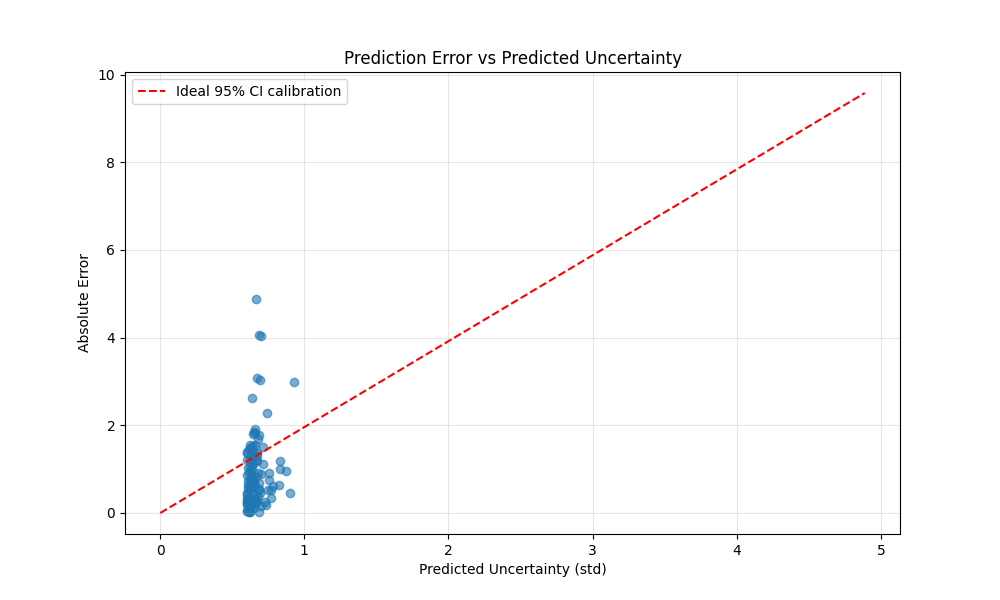 Prediction Error vs Predicted Uncertainty
Ideal 95% CI calibration
10
8
6
4
2
0
Absolute Error
0 1 2 3 4 5
Predicted Uncertainty (std)